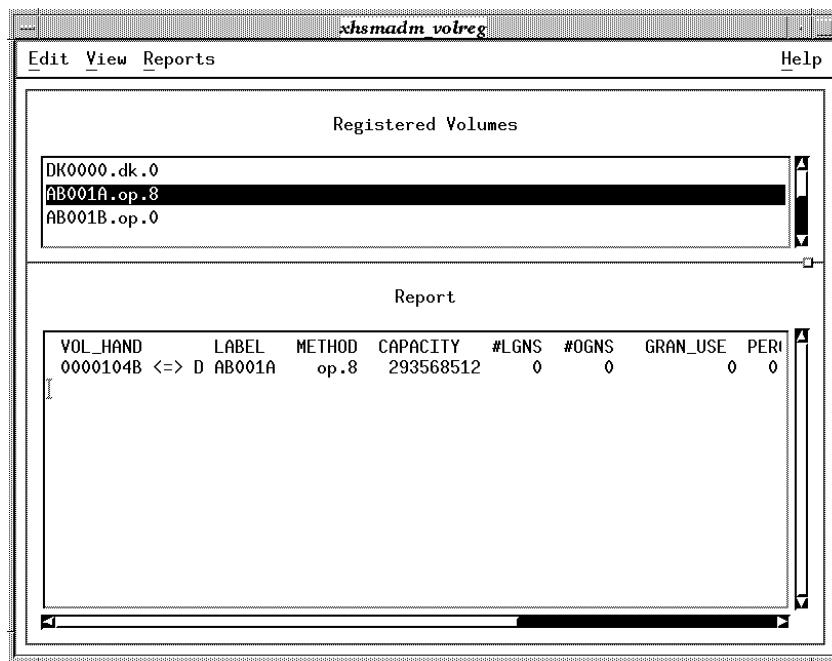 xhsmadm_volreg
Edit View Reports Help
Registered Volumes
DK0000.dk.0
AB001A.op.8
AB001B.op.0
Report
VOL_HAND LABEL METHOD CAPACITY #LGNS #OGNS GRAN_USE PER
0000104B <=> D AB001A op.8 293568512 0 0 0 0